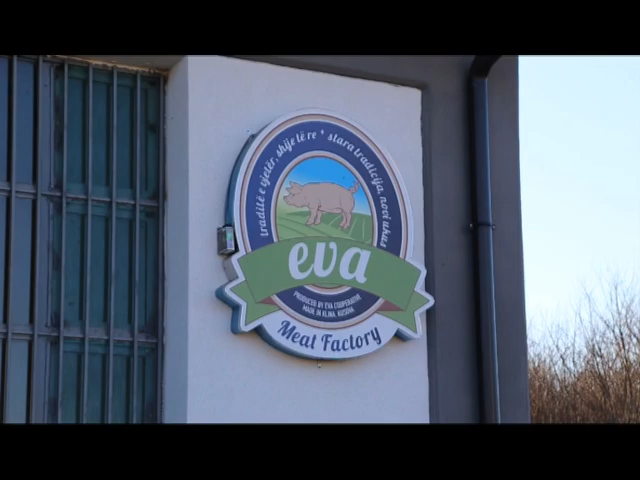 traditë e vjetër, shije të re * stara tradicija, novi ukus
eva
PRODUCED BY EVA COOPERATIVE
MADE IN KLINA, KOSOVA
Meat Factory